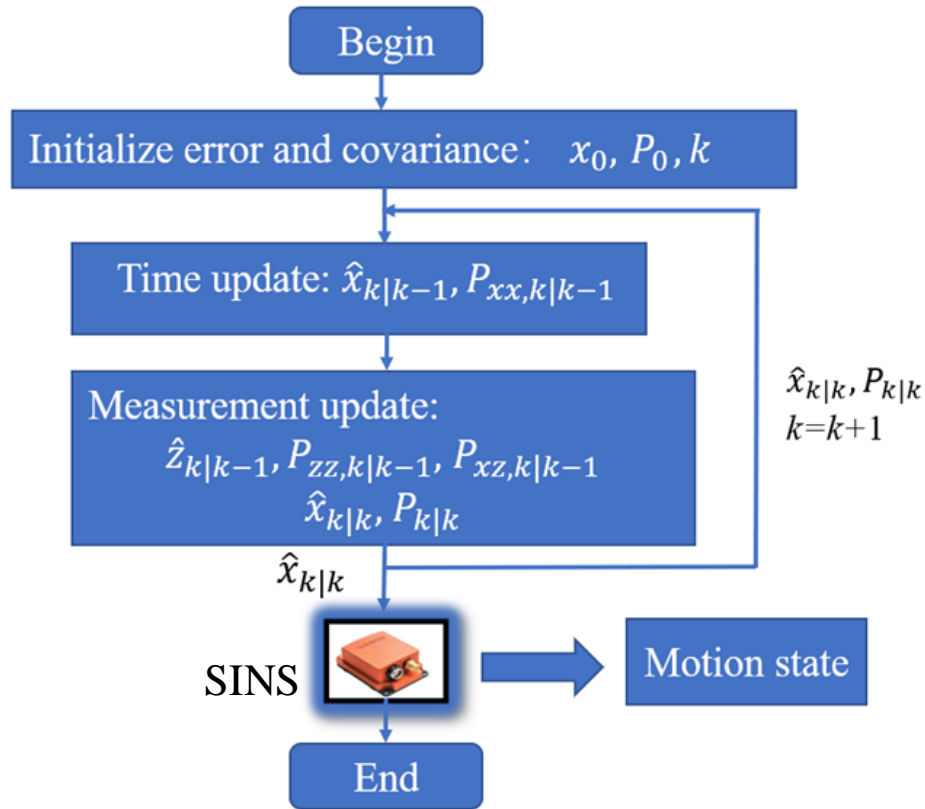 Begin
Initialize error and covariance: x₀, P₀, k
Time update: x̂ₖ|ₖ₋₁, Pₓₓ,ₖ|ₖ₋₁
Measurement update:
ẑₖ|ₖ₋₁, P_zz,k|k−1, P_xz,k|k−1
x̂ₖ|ₖ, Pₖ|ₖ
x̂ₖ|ₖ, Pₖ|ₖ
k=k+1
x̂ₖ|ₖ
SINS
Motion state
End